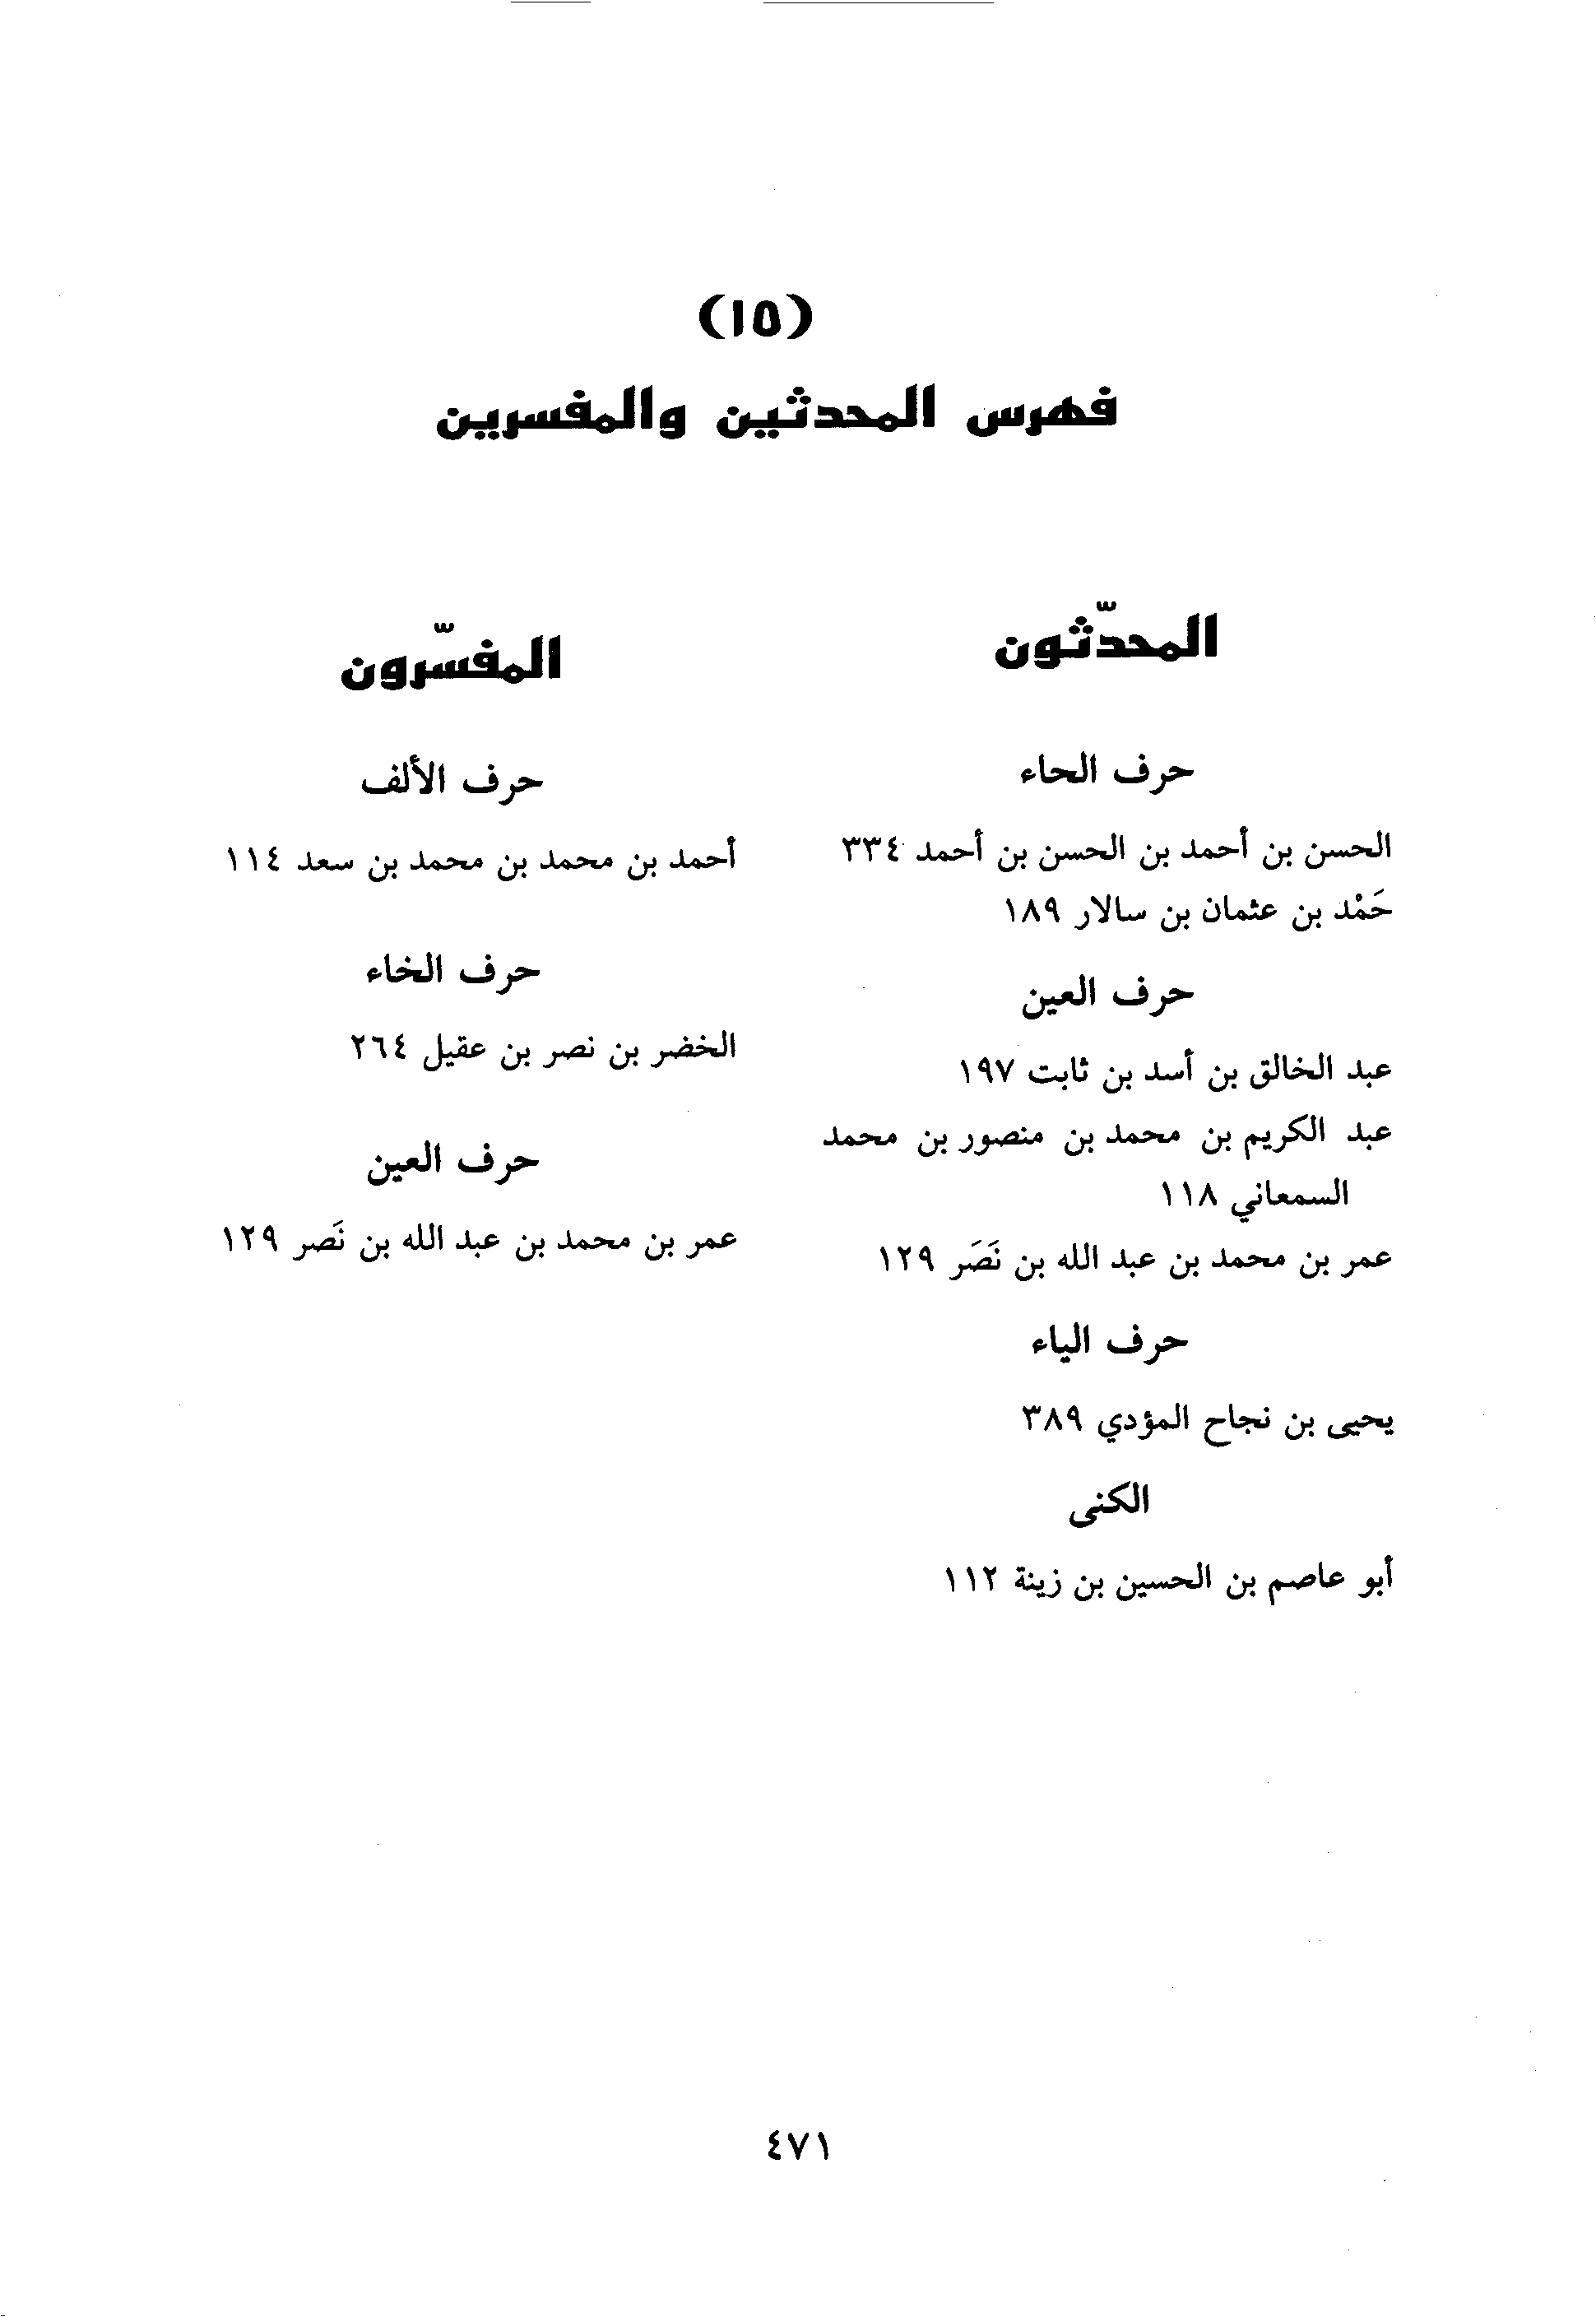 (١٥)
فهرس المحدثين والمفسرين
المحدّثون
حرف الحاء
الحسن بن أحمد بن الحسن بن أحمد ٣٣٤
حَمْد بن عثمان بن سالار ١٨٩
حرف العين
عبد الخالق بن أسد بن ثابت ١٩٧
عبد الكريم بن محمد بن منصور بن محمد
السمعاني ١١٨
عمر بن محمد بن عبد الله بن نَصَر ١٢٩
حرف الياء
يحيى بن نجاح المؤدي ٣٨٩
الكنى
أبو عاصم بن الحسين بن زينة ١١٢
المفسّرون
حرف الألف
أحمد بن محمد بن محمد بن سعد ١١٤
حرف الخاء
الخضر بن نصر بن عقيل ٢٦٤
حرف العين
عمر بن محمد بن عبد الله بن نَصر ١٢٩
٤٧١